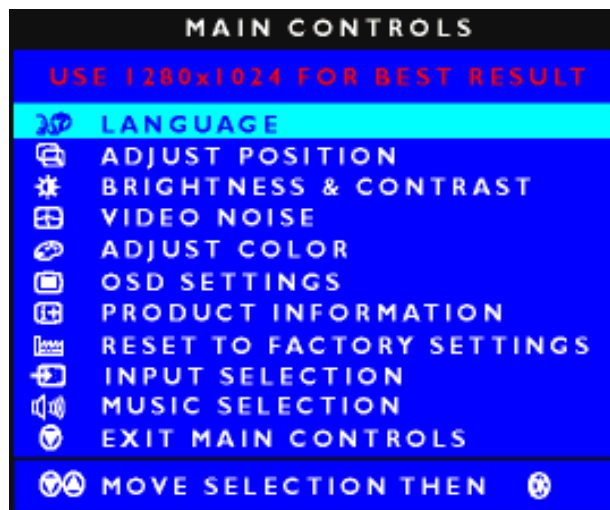 MAIN CONTROLS
USE 1280x1024 FOR BEST RESULT
LANGUAGE
ADJUST POSITION
BRIGHTNESS & CONTRAST
VIDEO NOISE
ADJUST COLOR
OSD SETTINGS
PRODUCT INFORMATION
RESET TO FACTORY SETTINGS
INPUT SELECTION
MUSIC SELECTION
EXIT MAIN CONTROLS
MOVE SELECTION THEN